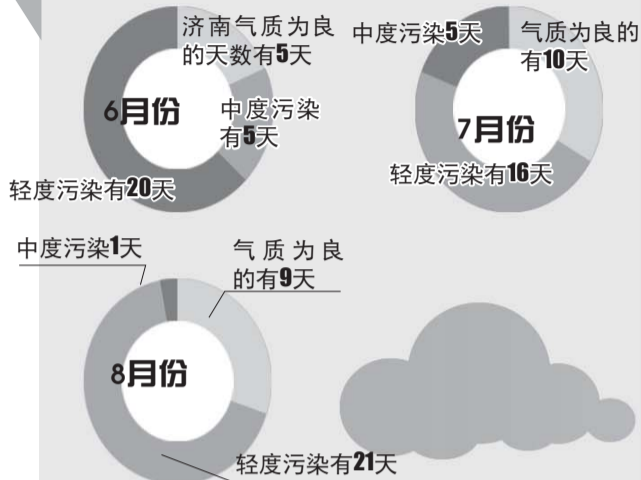 济南气质为良
的天数有5天
中度污染
有5天
6月份
轻度污染有20天
中度污染5天
气质为良的
有10天
7月份
轻度污染有16天
中度污染1天
气质为良
的有9天
8月份
轻度污染有21天